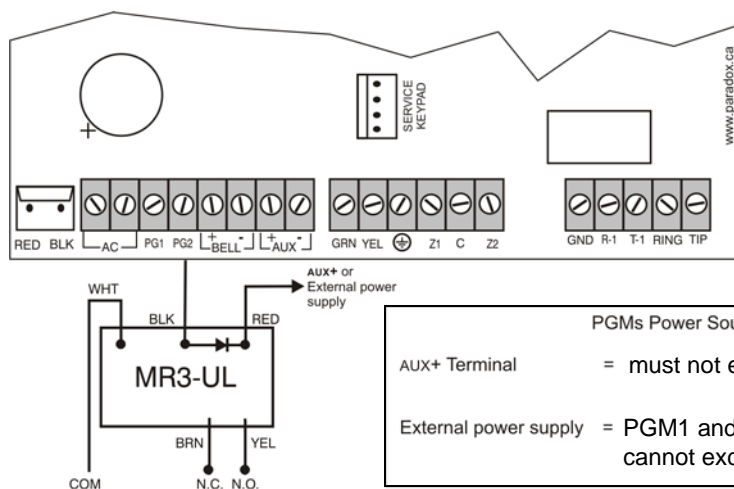 www.paradox.ca
SERVICE
KEYPAD
RED BLK AC PG1 PG2 + BELL - + AUX - GRN YEL Z1 C Z2 GND R-1 T-1 RING TIP
AUX+ or
External power
supply
WHT
BLK RED
MR3-UL
BRN YEL
COM N.C. N.O.
PGMs Power
AUX+ Terminal = must not
External power supply = PGM1 and
cannot